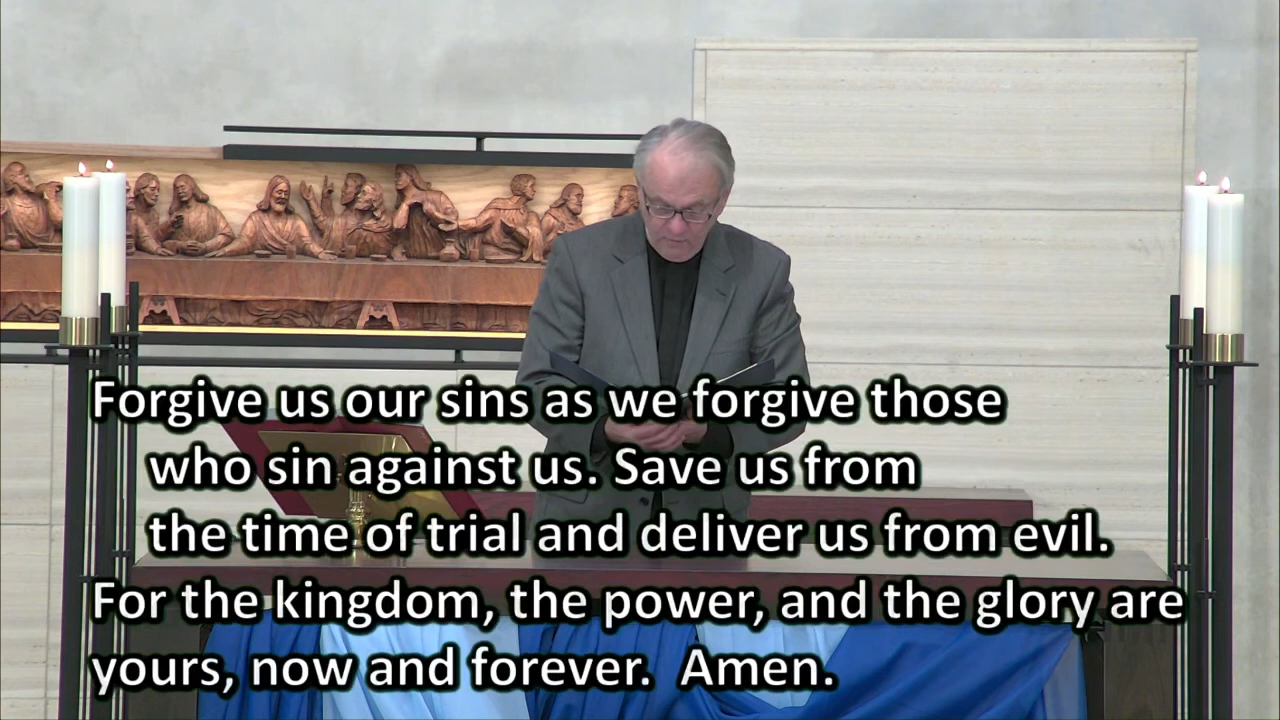 Forgive us our sins as we forgive those
who sin against us. Save us from
the time of trial and deliver us from evil.
For the kingdom, the power, and the glory are
yours, now and forever.  Amen.